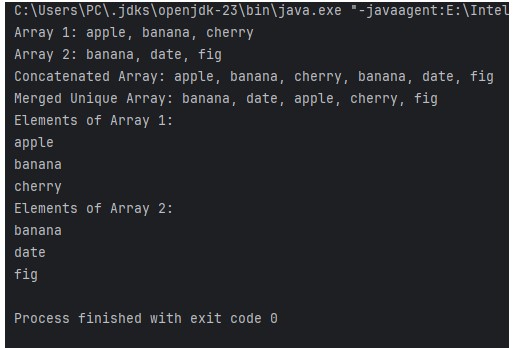 C:\Users\PC\.jdks\openjdk-23\bin\java.exe "-javaagent:E:\Intel
Array 1: apple, banana, cherry
Array 2: banana, date, fig
Concatenated Array: apple, banana, cherry, banana, date, fig
Merged Unique Array: banana, date, apple, cherry, fig
Elements of Array 1:
apple
banana
cherry
Elements of Array 2:
banana
date
fig
Process finished with exit code 0